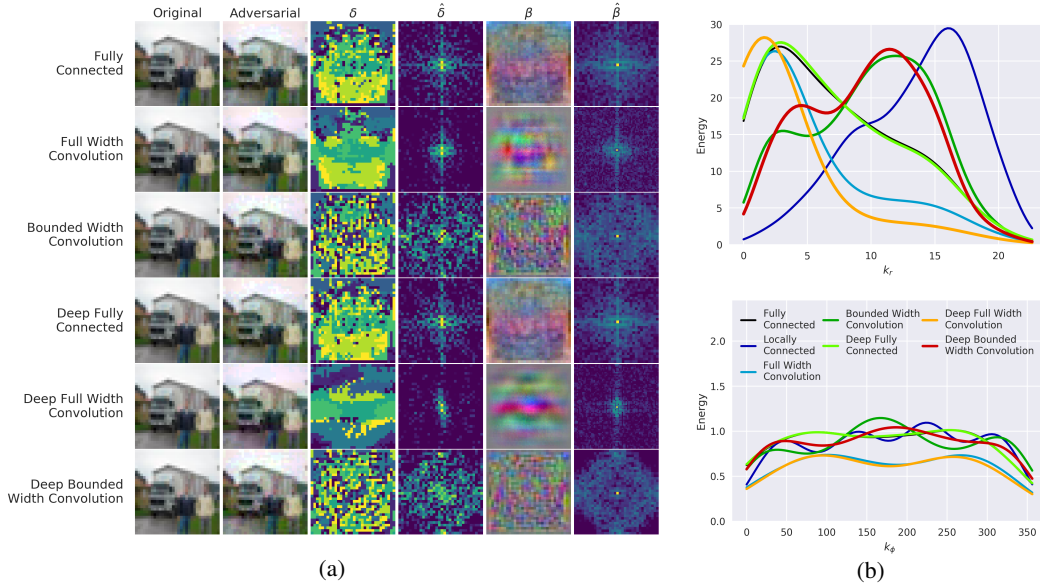 Original Adversarial δ δ̂ β β̂
Fully
Connected
Full Width
Convolution
Bounded Width
Convolution
Deep Fully
Connected
Deep Full Width
Convolution
Deep Bounded
Width Convolution
(a)
30
25
20
15
10
5
0
Energy
0 5 10 15 20
k_r
Fully
Connected
Locally
Connected
Full Width
Convolution
Bounded Width
Convolution
Deep Fully
Connected
Deep Full Width
Convolution
Deep Bounded
Width Convolution
2.0
1.5
1.0
0.5
0.0
Energy
0 50 100 150 200 250 300 350
k_ϕ
(b)